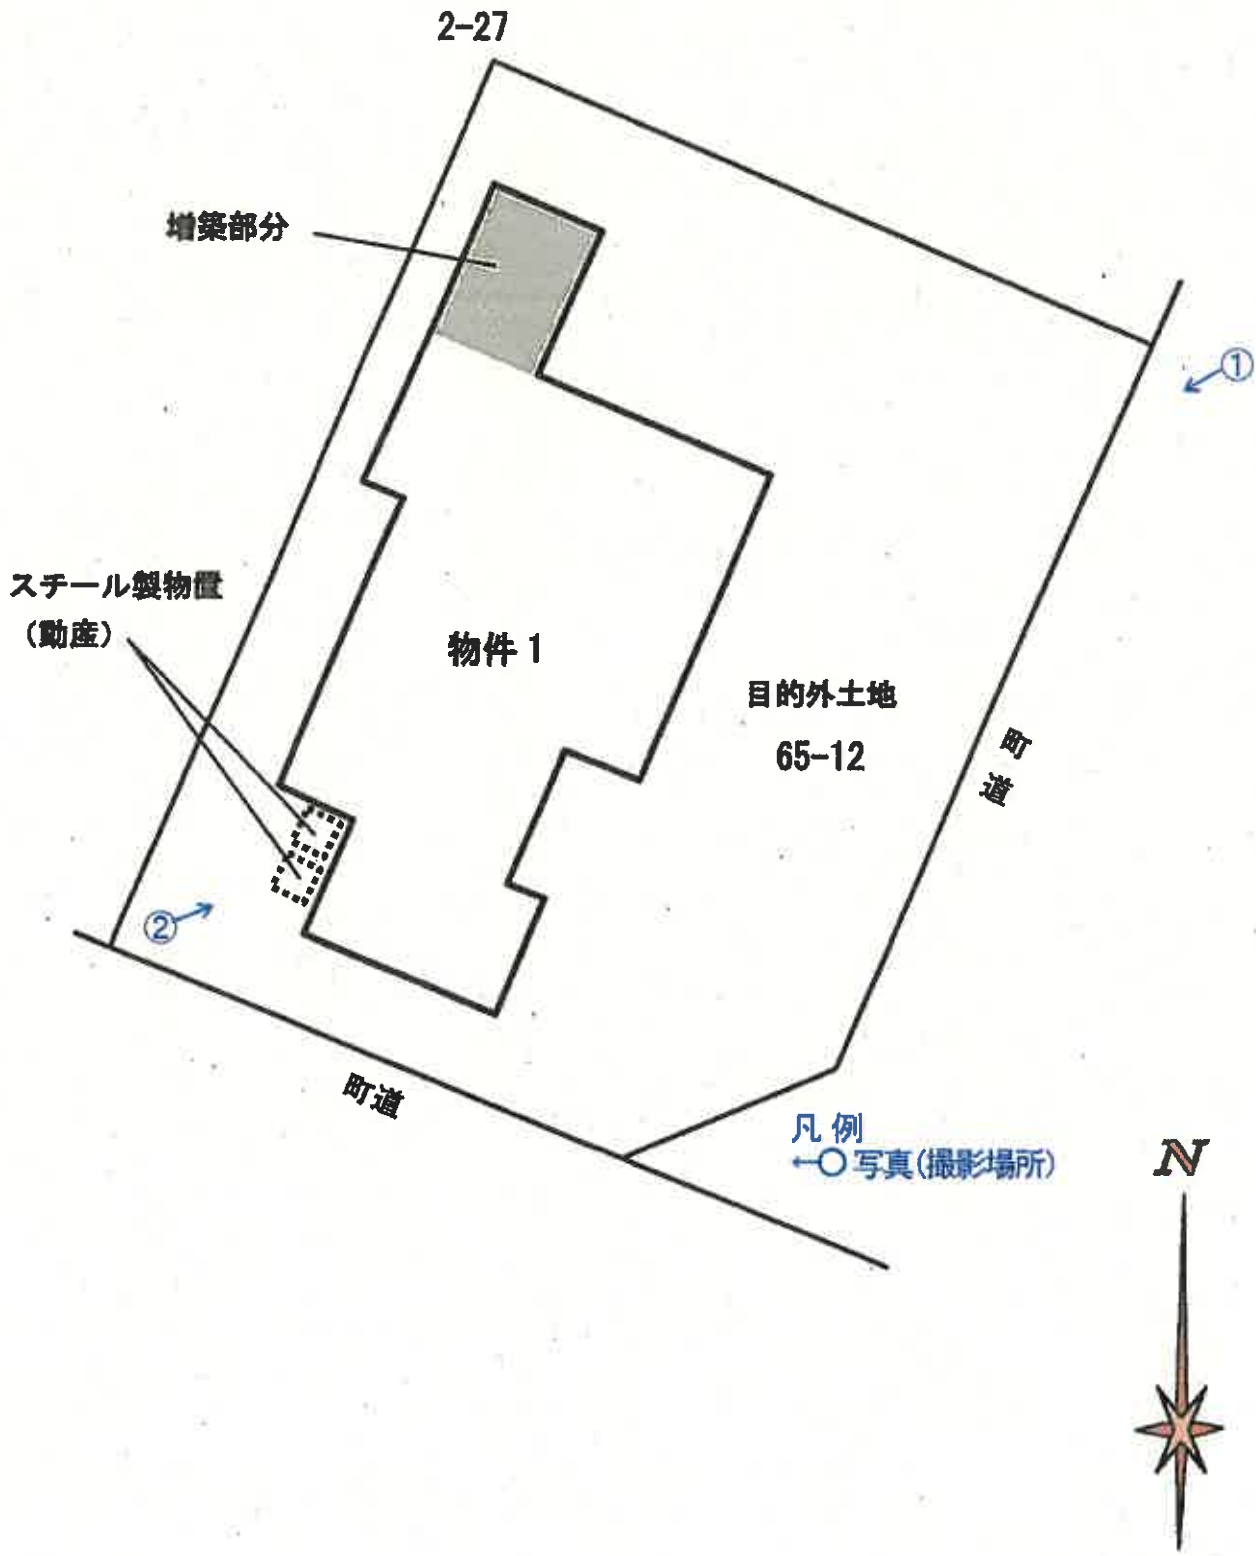 2-27
増築部分
①
スチール製物置
(動産)
物件1
目的外土地
65-12
町道
②
町道
凡例
←○ 写真(撮影場所)
N